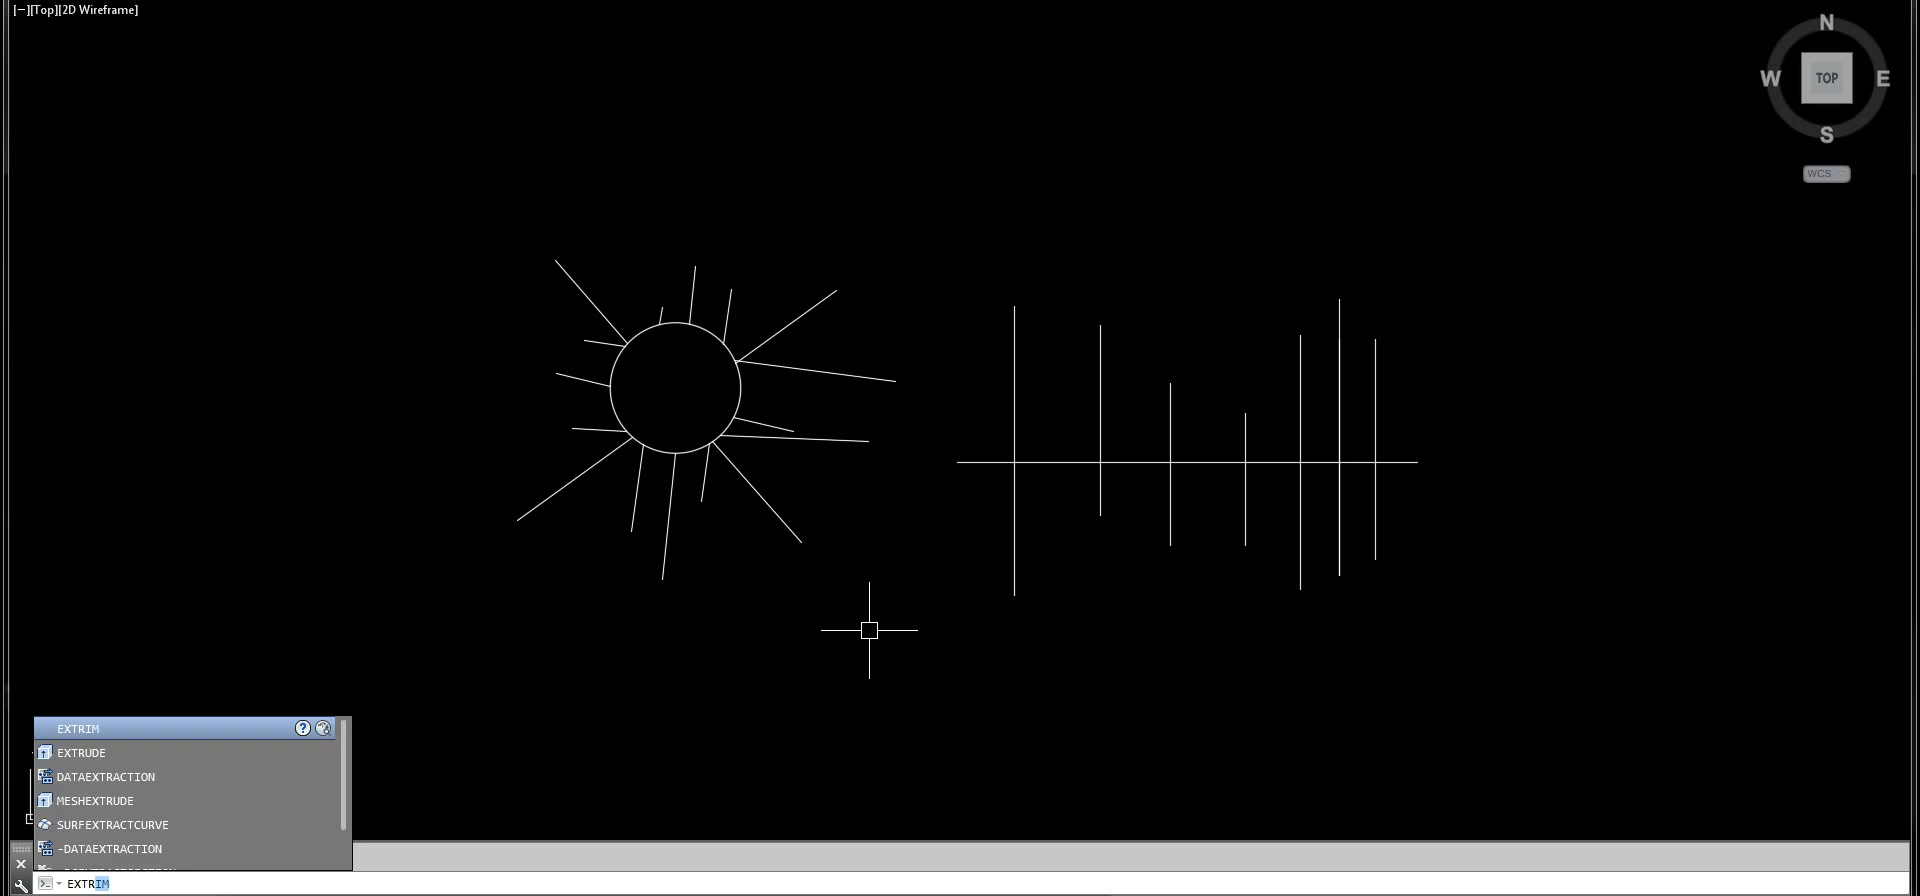 [−][Top][2D Wireframe]
N
W
TOP
E
S
WCS
EXTRIM
EXTRUDE
DATAEXTRACTION
MESHEXTRUDE
SURFEXTRACTCURVE
-DATAEXTRACTION
EXTRIM